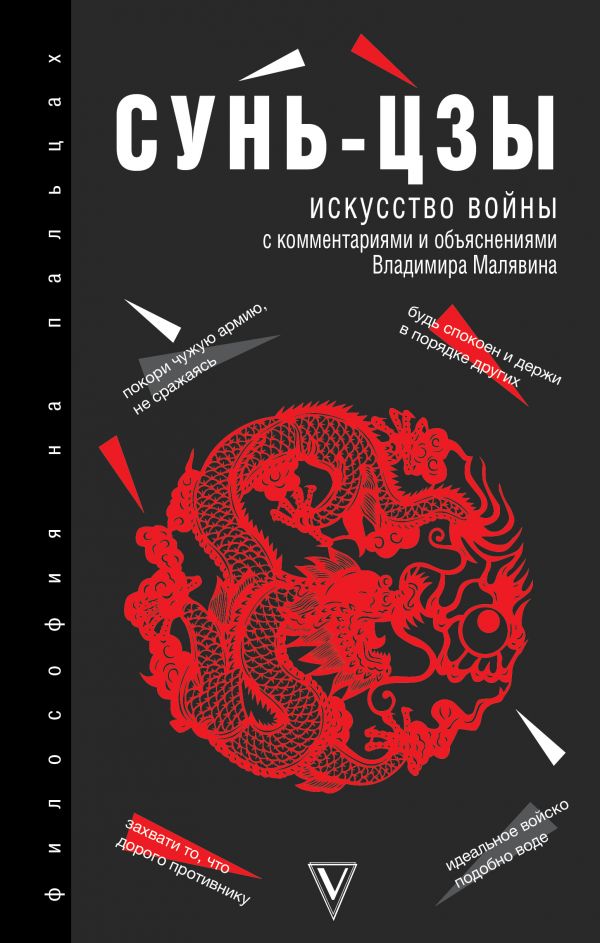 философия на пальцах
СУНЬ-ЦЗЫ
искусство войны
с комментариями и объяснениями
Владимира Малявина
покори чужую армию,
не сражаясь
будь спокоен и держи
в порядке других
захвати то, что
дорого противнику
идеальное войско
подобно воде
V